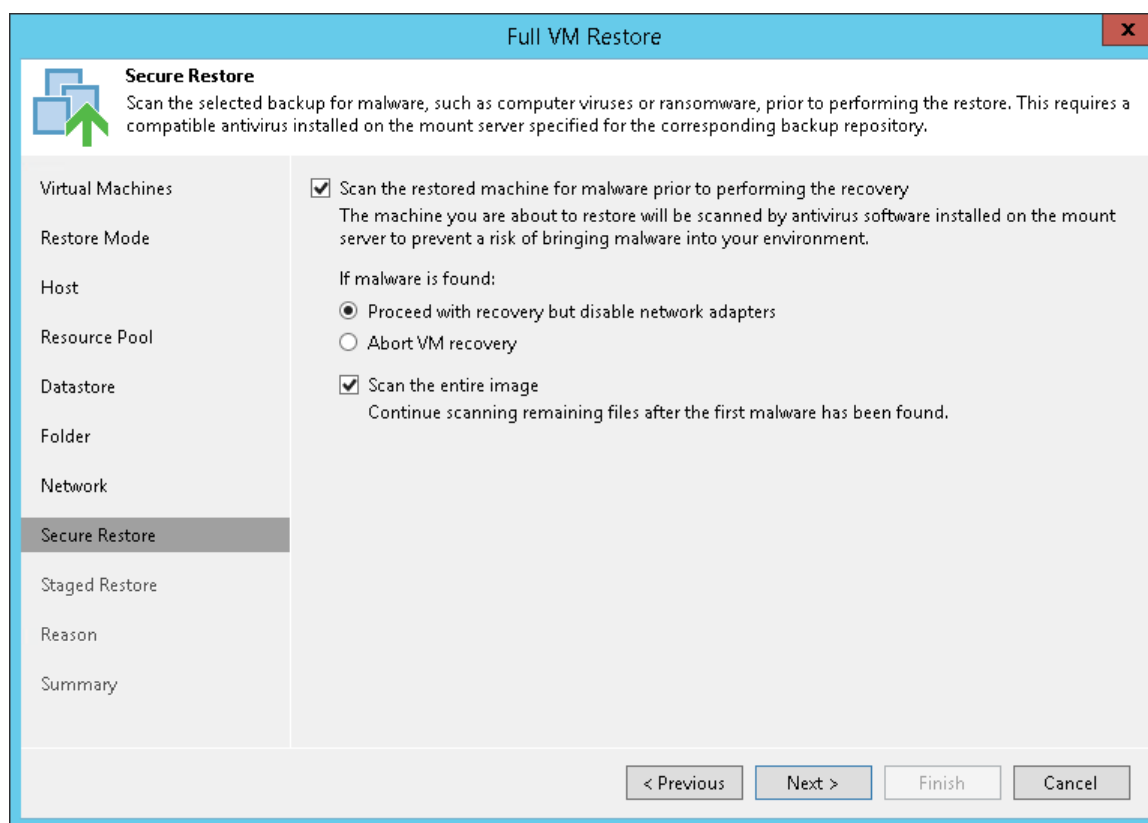 Full VM Restore
x
Secure Restore
Scan the selected backup for malware, such as computer viruses or ransomware, prior to performing the restore. This requires a
compatible antivirus installed on the mount server specified for the corresponding backup repository.
Virtual Machines
Restore Mode
Host
Resource Pool
Datastore
Folder
Network
Secure Restore
Staged Restore
Reason
Summary
Scan the restored machine for malware prior to performing the recovery
The machine you are about to restore will be scanned by antivirus software installed on the mount
server to prevent a risk of bringing malware into your environment.
If malware is found:
Proceed with recovery but disable network adapters
Abort VM recovery
Scan the entire image
Continue scanning remaining files after the first malware has been found.
< Previous
Next >
Finish
Cancel